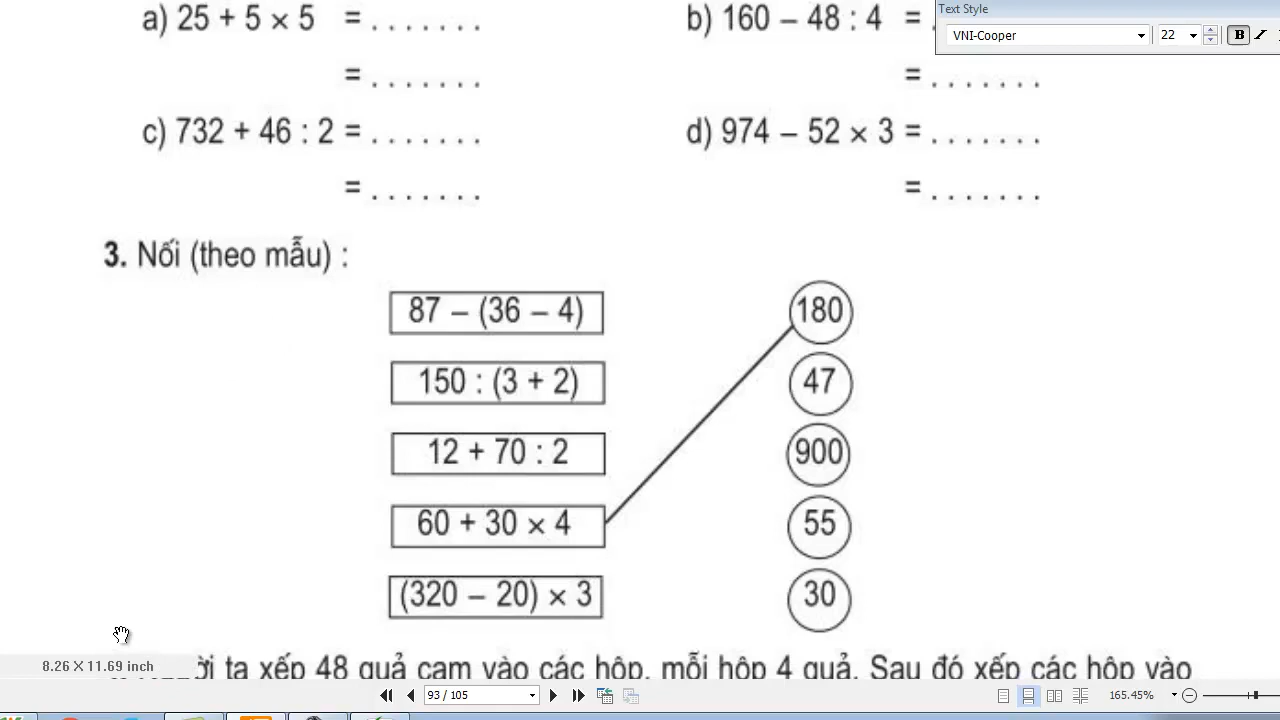 Text Style
VNI-Cooper 22 B I
a) 25 + 5 × 5 = . . . . . . .
= . . . . . . .
b) 160 – 48 : 4 = .
= . . . . . . .
c) 732 + 46 : 2 = . . . . . . .
= . . . . . . .
d) 974 – 52 × 3 = . . . . . . .
= . . . . . . .
3. Nối (theo mẫu) :
87 – (36 – 4)
180
150 : (3 + 2)
47
12 + 70 : 2
900
60 + 30 × 4
55
(320 – 20) × 3
30
ta xếp 48 quả cam vào các hộp, mỗi hộp 4 quả. Sau đó xếp các hộp vào
8.26 X 11.69 inch
93 / 105
165.45%